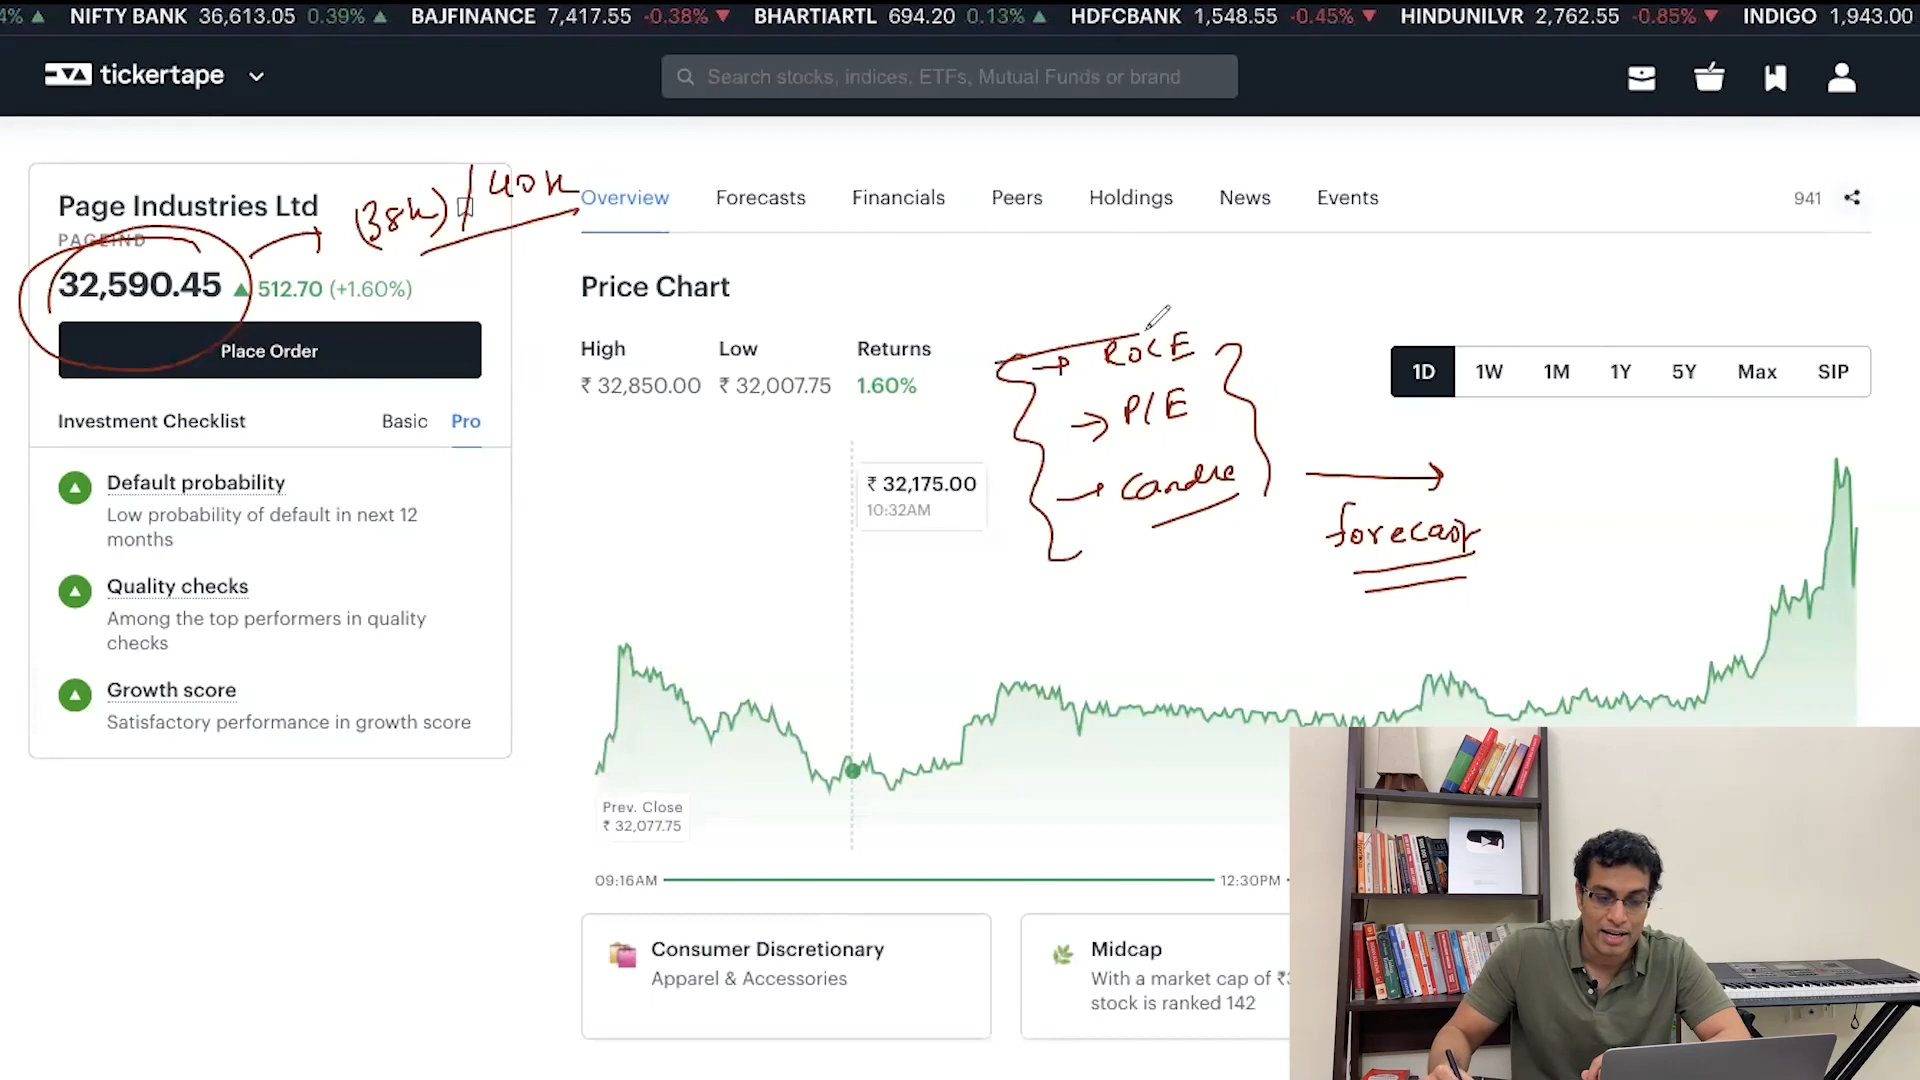 4% ▲ NIFTY BANK 36,613.05 0.39% ▲ BAJFINANCE 7,417.55 -0.38% ▼ BHARTIARTL 694.20 0.13% ▲ HDFCBANK 1,548.55 -0.45% ▼ HINDUNILVR 2,762.55 -0.85% ▼ INDIGO 1,943.00
tickertape
Search stocks, indices, ETFs, Mutual Funds or brand
Page Industries Ltd
(38k) / 40k
PAGEIND
32,590.45 ▲ 512.70 (+1.60%)
Place Order
Investment Checklist Basic Pro
Default probability
Low probability of default in next 12
months
Quality checks
Among the top performers in quality
checks
Growth score
Satisfactory performance in growth score
Overview Forecasts Financials Peers Holdings News Events 941
Price Chart
High Low Returns
₹ 32,850.00 ₹ 32,007.75 1.60%
1D 1W 1M 1Y 5Y Max SIP
→ ROCE
→ P/E
→ Candle
→
forecast
₹ 32,175.00
10:32AM
Prev. Close
₹ 32,077.75
09:16AM 12:30PM
Consumer Discretionary
Apparel & Accessories
Midcap
With a market cap of
stock is ranked 142